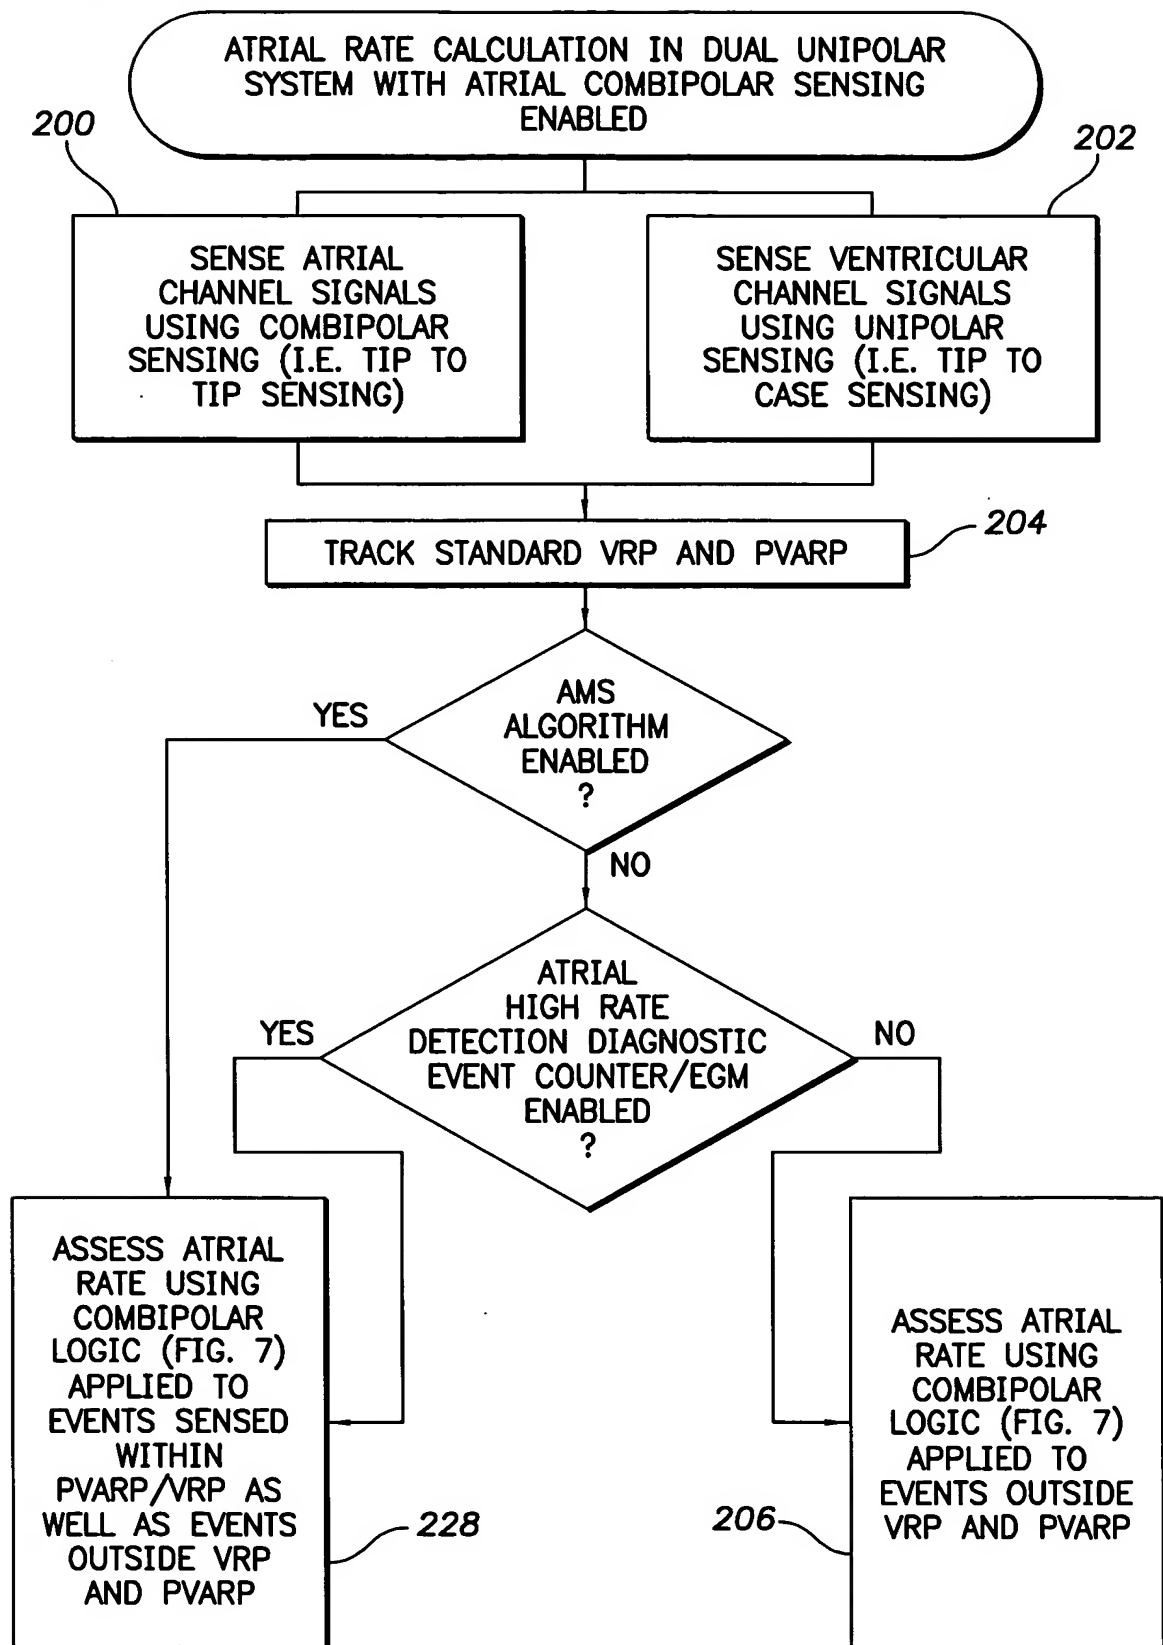 ATRIAL RATE CALCULATION IN DUAL UNIPOLAR
SYSTEM WITH ATRIAL COMBIPOLAR SENSING
ENABLED
200
202
SENSE ATRIAL
CHANNEL SIGNALS
USING COMBIPOLAR
SENSING (I.E. TIP TO
TIP SENSING)
SENSE VENTRICULAR
CHANNEL SIGNALS
USING UNIPOLAR
SENSING (I.E. TIP TO
CASE SENSING)
TRACK STANDARD VRP AND PVARP
204
AMS
ALGORITHM
ENABLED
?
YES
NO
ATRIAL
HIGH RATE
DETECTION DIAGNOSTIC
EVENT COUNTER/EGM
ENABLED
?
YES
NO
ASSESS ATRIAL
RATE USING
COMBIPOLAR
LOGIC (FIG. 7)
APPLIED TO
EVENTS SENSED
WITHIN
PVARP/VRP AS
WELL AS EVENTS
OUTSIDE VRP
AND PVARP
228
206
ASSESS ATRIAL
RATE USING
COMBIPOLAR
LOGIC (FIG. 7)
APPLIED TO
EVENTS OUTSIDE
VRP AND PVARP